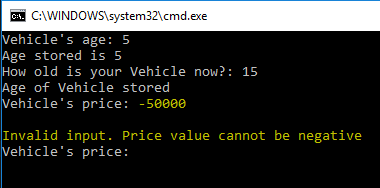 C:\WINDOWS\system32\cmd.exe
Vehicle's age: 5
Age stored is 5
How old is your Vehicle now?: 15
Age of Vehicle stored
Vehicle's price: -50000
Invalid input. Price value cannot be negative
Vehicle's price: